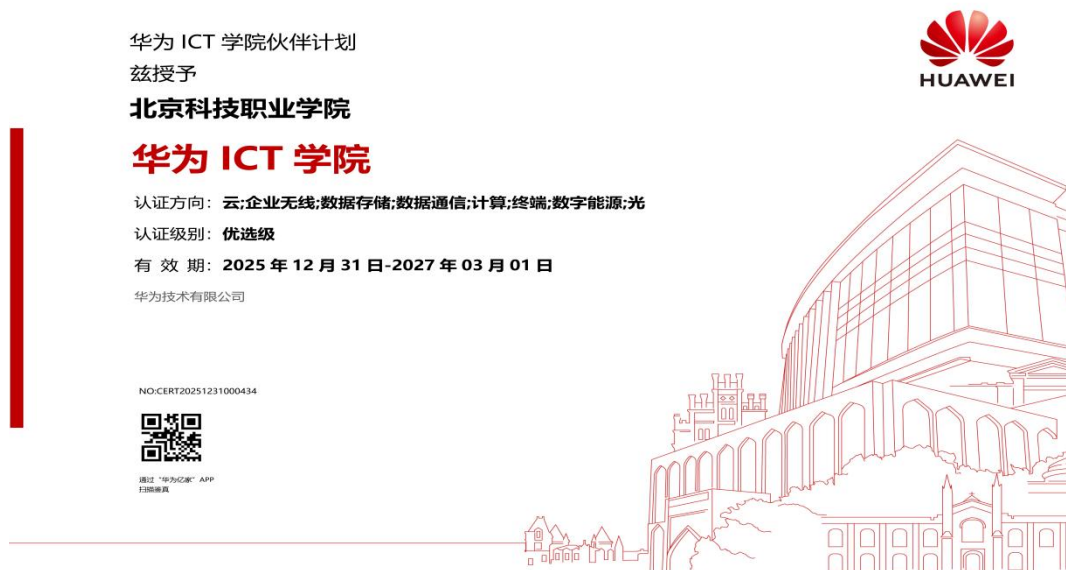 华为 ICT 学院伙伴计划
兹授予
北京科技职业学院
华为 ICT 学院
认证方向：云;企业无线;数据存储;数据通信;计算;终端;数字能源;光
认证级别：优选级
有 效 期：2025 年 12 月 31 日-2027 年 03 月 01 日
华为技术有限公司
NO:CERT20251231000434
通过“华为亿家”APP
扫描鉴真
HUAWEI